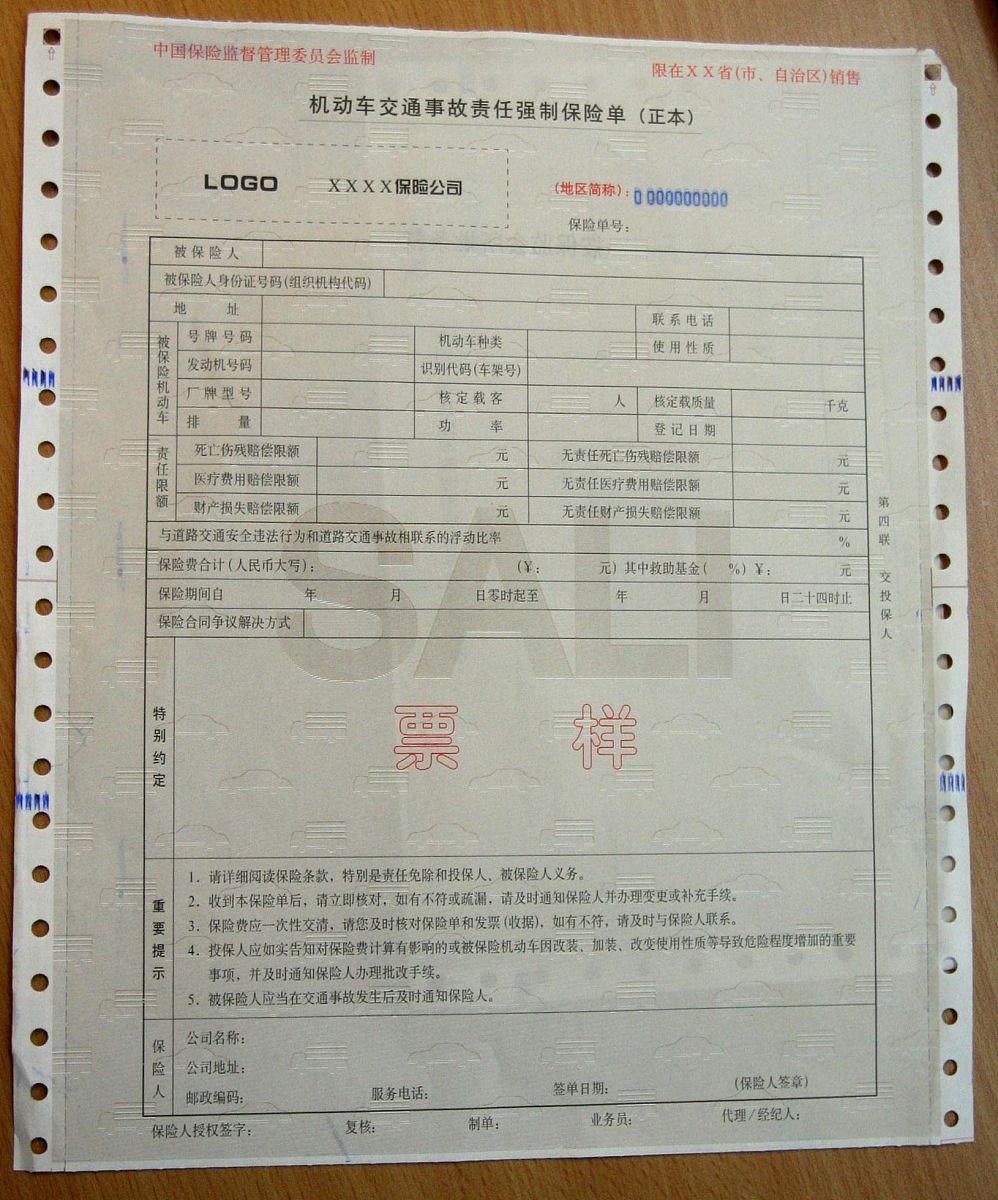 中国保险监督管理委员会监制
限在XX省(市、自治区)销售
机动车交通事故责任强制保险单(正本)
LOGO XXXX保险公司
(地区简称): 0 000000000
保险单号:
被保险人
被保险人身份证号码(组织机构代码)
地 址 联系电话
被保险机动车
号牌号码 机动车种类 使用性质
发动机号码 识别代码(车架号)
厂牌型号 核定载客 人 核定载质量 千克
排 量 功 率 登记日期
责任限额
死亡伤残赔偿限额 元 无责任死亡伤残赔偿限额 元
医疗费用赔偿限额 元 无责任医疗费用赔偿限额 元
财产损失赔偿限额 元 无责任财产损失赔偿限额 元
与道路交通安全违法行为和道路交通事故相联系的浮动比率 %
保险费合计(人民币大写): (¥: 元) 其中救助基金( %) ¥: 元
保险期间自 年 月 日零时起至 年 月 日二十四时止
保险合同争议解决方式
SALI
特别约定
票样
重要提示
1. 请详细阅读保险条款,特别是责任免除和投保人、被保险人义务。
2. 收到本保险单后,请立即核对,如有不符或疏漏,请及时通知保险人并办理变更或补充手续。
3. 保险费应一次性交清,请您及时核对保险单和发票(收据),如有不符,请及时与保险人联系。
4. 投保人应如实告知对保险费计算有影响的或被保险机动车因改装、加装、改变使用性质等导致危险程度增加的重要
事项,并及时通知保险人办理批改手续。
5. 被保险人应当在交通事故发生后及时通知保险人。
保险人
公司名称:
公司地址:
邮政编码: 服务电话: 签单日期: (保险人签章)
保险人授权签字: 复核: 制单: 业务员: 代理/经纪人:
第四联 交投保人